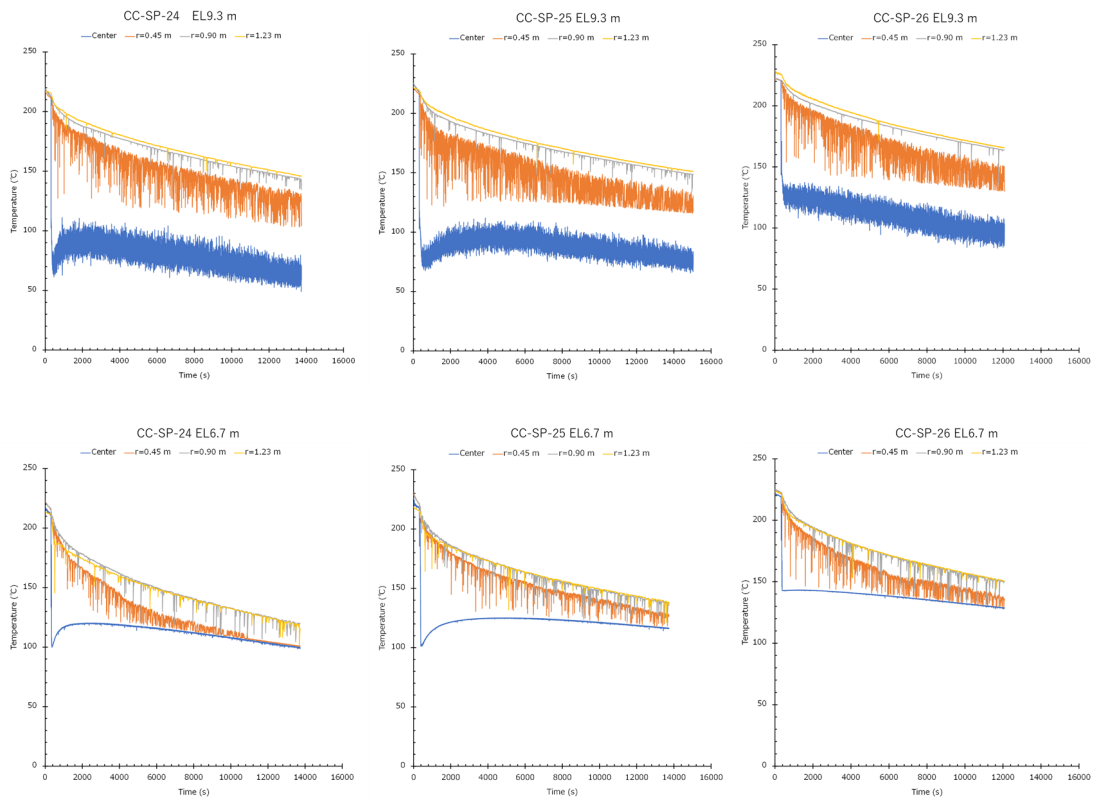 CC-SP-24 EL9.3 m
Center r=0.45 m r=0.90 m r=1.23 m
250
200
150
100
50
0
Temperature (℃)
0 2000 4000 6000 8000 10000 12000 14000 16000
Time (s)
CC-SP-25 EL9.3 m
Center r=0.45 m r=0.90 m r=1.23 m
250
200
150
100
50
0
Temperature (℃)
0 2000 4000 6000 8000 10000 12000 14000 16000
Time (s)
CC-SP-26 EL9.3 m
Center r=0.45 m r=0.90 m r=1.23 m
250
200
150
100
50
0
Temperature (℃)
0 2000 4000 6000 8000 10000 12000 14000 16000
Time (s)
CC-SP-24 EL6.7 m
Center r=0.45 m r=0.90 m r=1.23 m
250
200
150
100
50
0
Temperature (℃)
0 2000 4000 6000 8000 10000 12000 14000 16000
Time (s)
CC-SP-25 EL6.7 m
Center r=0.45 m r=0.90 m r=1.23 m
250
200
150
100
50
0
Temperature (℃)
0 2000 4000 6000 8000 10000 12000 14000 16000
Time (s)
CC-SP-26 EL6.7 m
Center r=0.45 m r=0.90 m r=1.23 m
250
200
150
100
50
0
Temperature (℃)
0 2000 4000 6000 8000 10000 12000 14000 16000
Time (s)